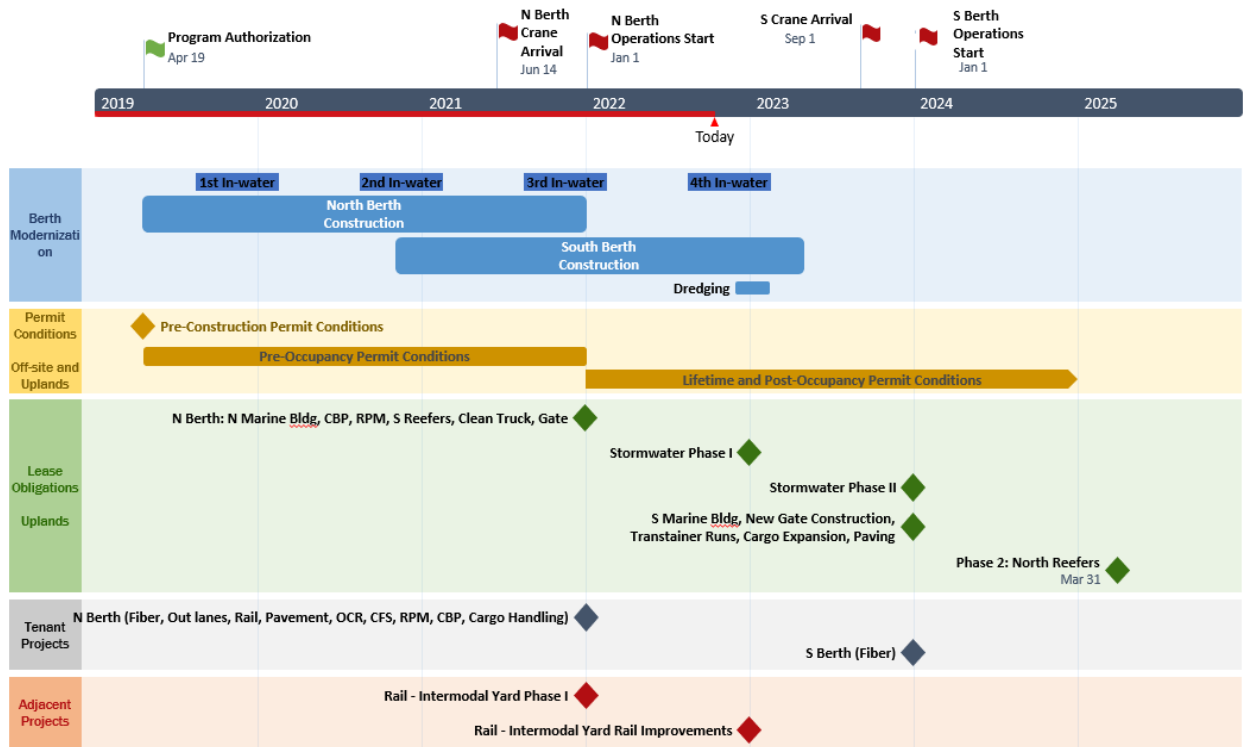 Program Authorization
Apr 19
N Berth
Crane
Arrival
Jun 14
N Berth
Operations Start
Jan 1
S Crane Arrival
Sep 1
S Berth
Operations
Start
Jan 1
2019 2020 2021 2022 2023 2024 2025
Today
Berth
Modernizati
on
1st In-water 2nd In-water 3rd In-water 4th In-water
North Berth
Construction
South Berth
Construction
Dredging
Permit
Conditions
Off-site and
Uplands
Pre-Construction Permit Conditions
Pre-Occupancy Permit Conditions
Lifetime and Post-Occupancy Permit Conditions
Lease
Obligations
Uplands
N Berth: N Marine Bldg, CBP, RPM, S Reefers, Clean Truck, Gate
Stormwater Phase I
Stormwater Phase II
S Marine Bldg, New Gate Construction,
Transtainer Runs, Cargo Expansion, Paving
Phase 2: North Reefers
Mar 31
Tenant
Projects
N Berth (Fiber, Out lanes, Rail, Pavement, OCR, CFS, RPM, CBP, Cargo Handling)
S Berth (Fiber)
Adjacent
Projects
Rail - Intermodal Yard Phase I
Rail - Intermodal Yard Rail Improvements